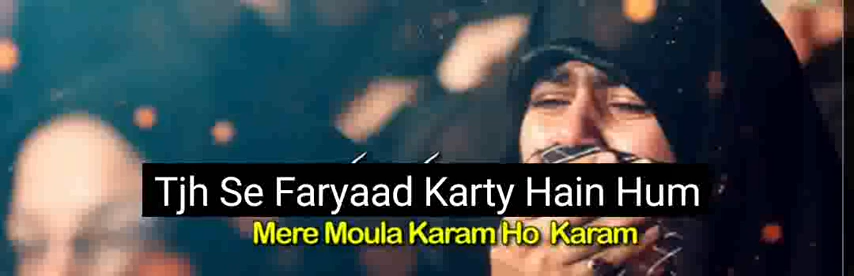 Tjh Se Faryaad Karty Hain Hum
Mere Moula Karam Ho Karam